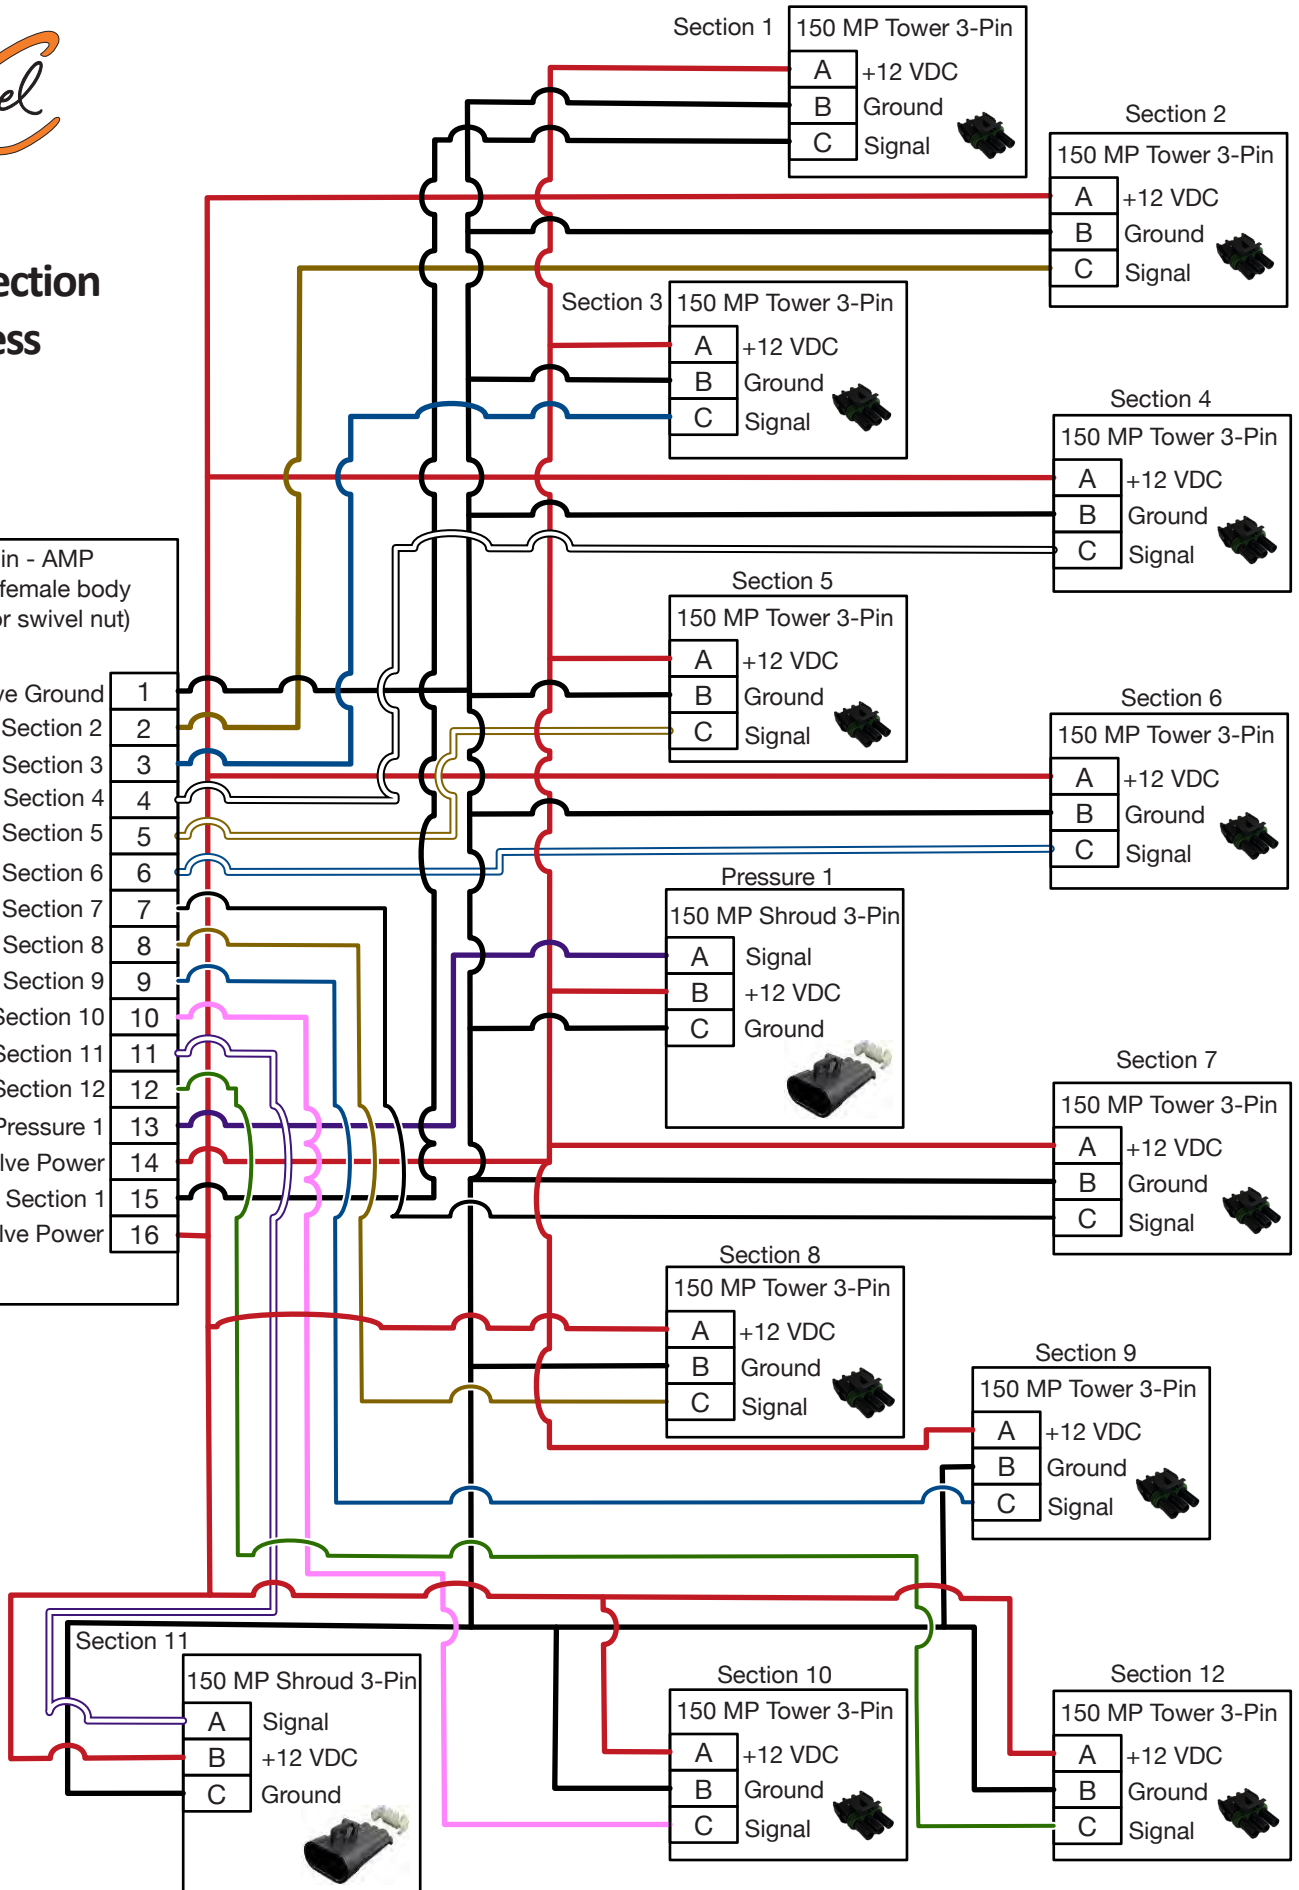 el
Section 1
150 MP Tower 3-Pin
A +12 VDC
B Ground
C Signal
Section 2
150 MP Tower 3-Pin
A +12 VDC
B Ground
C Signal
ection
ess
Section 3
150 MP Tower 3-Pin
A +12 VDC
B Ground
C Signal
Section 4
150 MP Tower 3-Pin
A +12 VDC
B Ground
C Signal
in - AMP
female body
or swivel nut)
ve Ground 1
Section 2 2
Section 3 3
Section 4 4
Section 5 5
Section 6 6
Section 7 7
Section 8 8
Section 9 9
Section 10 10
Section 11 11
Section 12 12
Pressure 1 13
lve Power 14
Section 1 15
lve Power 16
Section 5
150 MP Tower 3-Pin
A +12 VDC
B Ground
C Signal
Section 6
150 MP Tower 3-Pin
A +12 VDC
B Ground
C Signal
Pressure 1
150 MP Shroud 3-Pin
A Signal
B +12 VDC
C Ground
Section 7
150 MP Tower 3-Pin
A +12 VDC
B Ground
C Signal
Section 8
150 MP Tower 3-Pin
A +12 VDC
B Ground
C Signal
Section 9
150 MP Tower 3-Pin
A +12 VDC
B Ground
C Signal
Section 11
150 MP Shroud 3-Pin
A Signal
B +12 VDC
C Ground
Section 10
150 MP Tower 3-Pin
A +12 VDC
B Ground
C Signal
Section 12
150 MP Tower 3-Pin
A +12 VDC
B Ground
C Signal